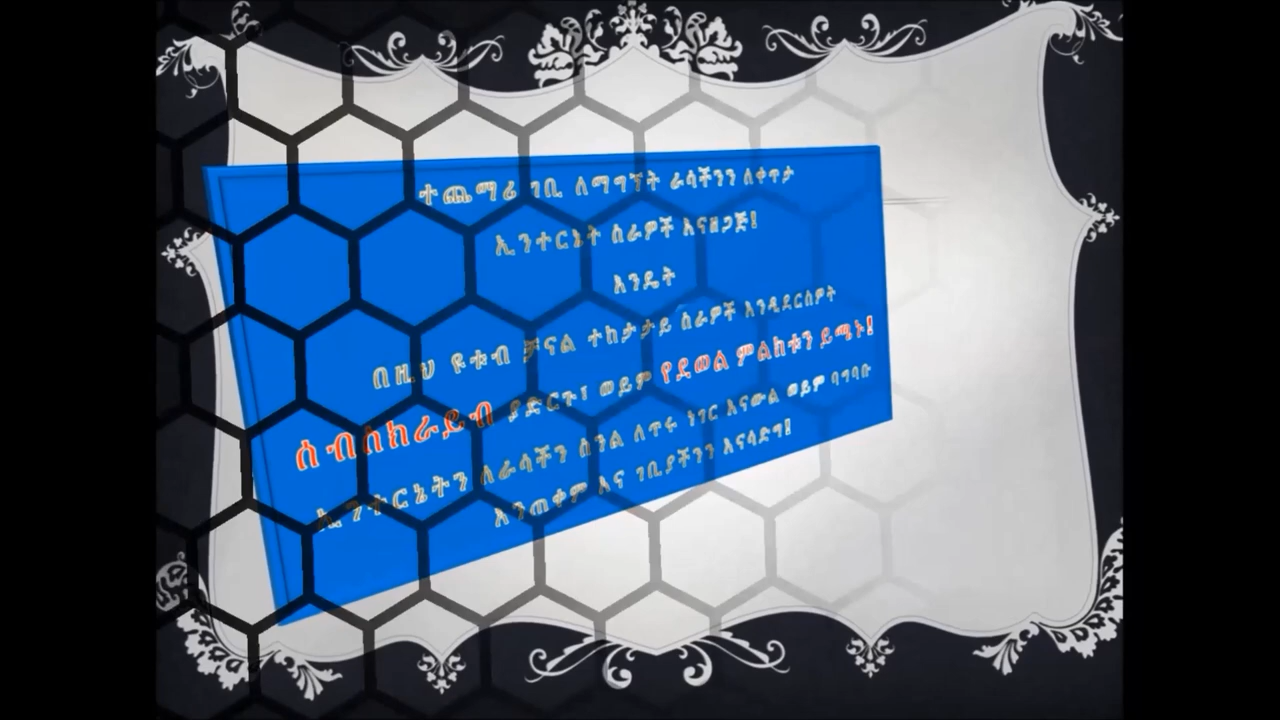 ተጨማሪ ገቢ ለማግኘት ራሳችንን ለቀጥታ
ኢንተርኔት ስራዎች እናዘጋጅ!
እንዴት
በዚህ ዩቱብ ቻናል ተከታታይ ስራዎች እንዲደርስዎት
ሰብስክራይብ ያድርጉ፣ ወይም የደወል ምልክቱን ይጫኑ!
ኢንተርኔትን ለራሳችን ስንል ለጥሩ ነገር እናውል ወይም ባግባቡ
እንጠቀም እና ገቢያችንን እናሳድግ!